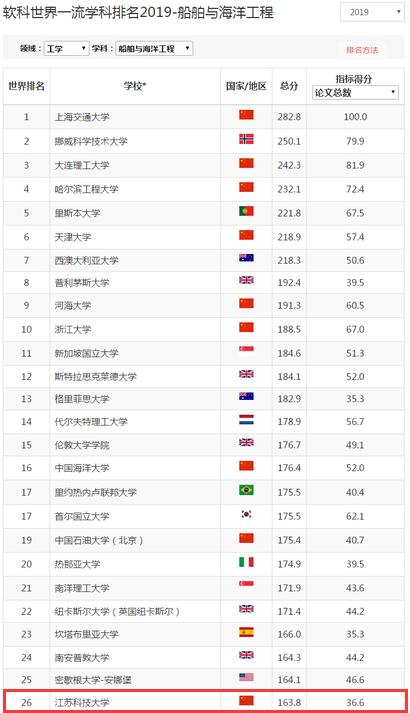 软科世界一流学科排名2019-船舶与海洋工程
2019
领域： 工学 学科： 船舶与海洋工程
排名方法
世界排名 学校* 国家/地区 总分 指标得分
论文总数
1 上海交通大学 282.8 100.0
2 挪威科学技术大学 250.1 79.9
3 大连理工大学 242.3 81.9
4 哈尔滨工程大学 232.1 72.4
5 里斯本大学 221.8 67.5
6 天津大学 218.9 57.4
7 西澳大利亚大学 218.3 50.6
8 普利茅斯大学 192.4 39.5
9 河海大学 191.3 60.5
10 浙江大学 188.5 67.0
11 新加坡国立大学 184.6 51.3
12 斯特拉思克莱德大学 184.1 52.0
13 格里菲思大学 182.9 35.3
14 代尔夫特理工大学 178.9 56.7
15 伦敦大学学院 176.7 49.1
16 中国海洋大学 176.4 52.0
17 里约热内卢联邦大学 175.5 40.4
17 首尔国立大学 175.5 62.1
19 中国石油大学（北京） 175.4 40.7
20 热那亚大学 174.9 39.5
21 南洋理工大学 171.9 43.6
22 纽卡斯尔大学（英国纽卡斯尔） 171.4 44.2
23 坎塔布里亚大学 166.0 35.3
24 南安普敦大学 164.3 44.2
25 密歇根大学-安娜堡 164.1 46.6
26 江苏科技大学 163.8 36.6